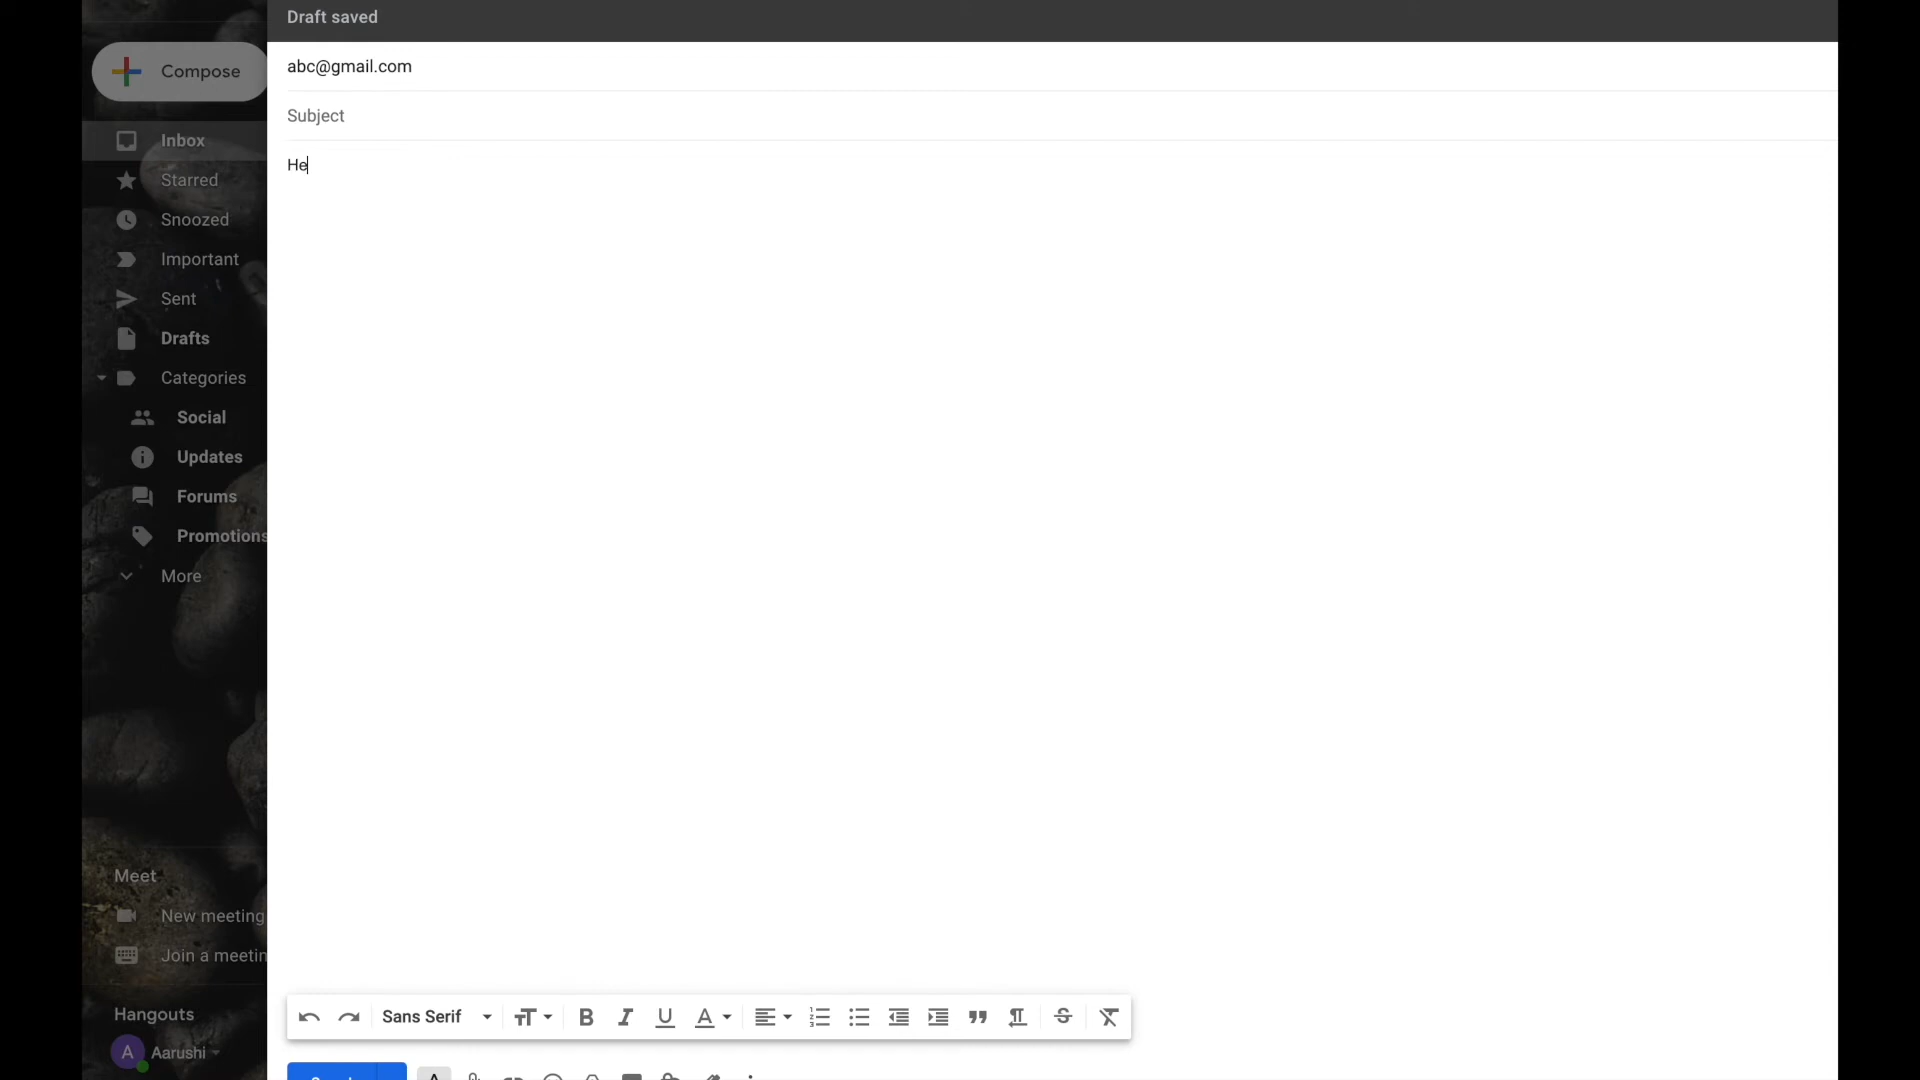 Draft saved
Compose
abc@gmail.com
Subject
Inbox
He
Starred
Snoozed
Important
Sent
Drafts
Categories
Social
Updates
Forums
Promotions
More
Meet
New meeting
Join a meetin
Hangouts
Sans Serif
B I U A
A Aarushi